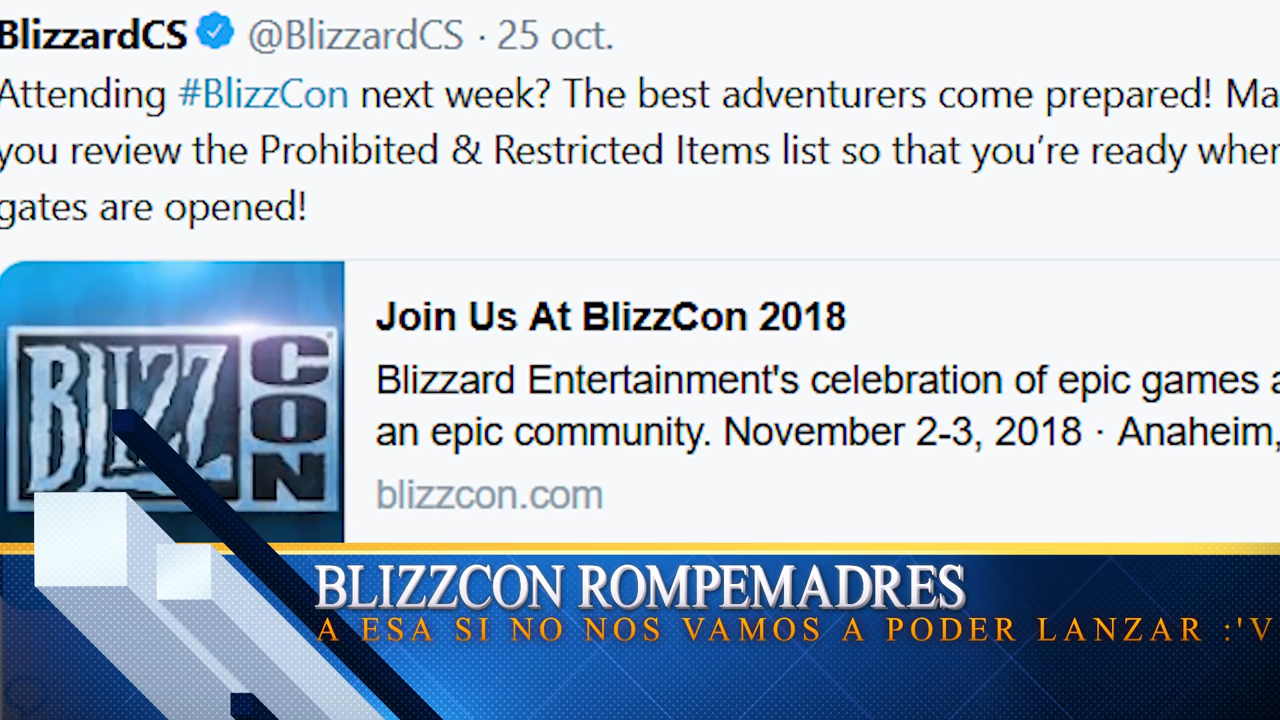 BlizzardCS @BlizzardCS · 25 oct.
Attending #BlizzCon next week? The best adventurers come prepared! Ma
you review the Prohibited & Restricted Items list so that you’re ready when
gates are opened!
BLIZZ CON
Join Us At BlizzCon 2018
Blizzard Entertainment's celebration of epic games a
an epic community. November 2-3, 2018 · Anaheim,
blizzcon.com
BLIZZCON ROMPEMADRES
A ESA SI NO NOS VAMOS A PODER LANZAR :'V